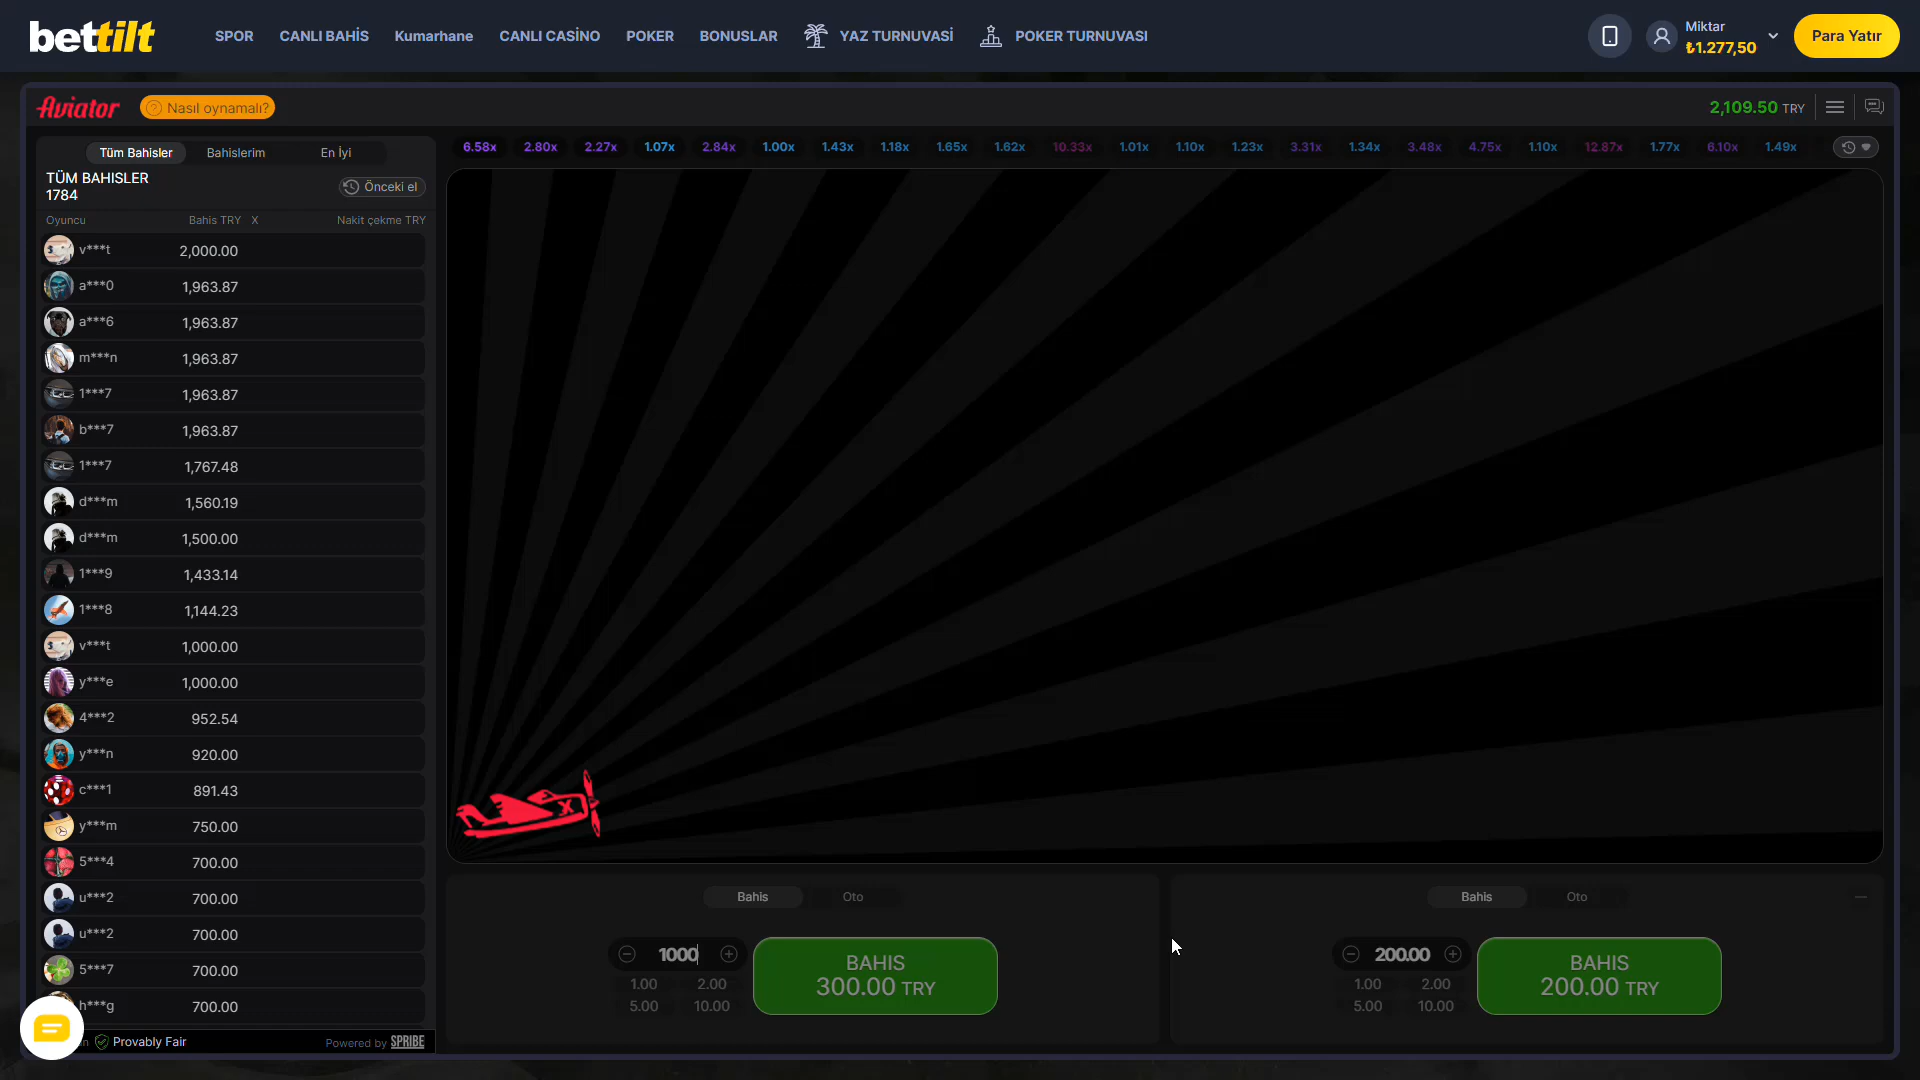 bettilt
SPOR CANLI BAHİS Kumarhane CANLI CASİNO POKER BONUSLAR YAZ TURNUVASİ POKER TURNUVASI
Miktar
₺1.277,50
Para Yatır
Aviator
? Nasıl oynamalı?
2,109.50 TRY
Tüm Bahisler Bahislerim En İyi
6.58x 2.80x 2.27x 1.07x 2.84x 1.00x 1.43x 1.18x 1.65x 1.62x 10.33x 1.01x 1.10x 1.23x 3.31x 1.34x 3.48x 4.75x 1.10x 12.87x 1.77x 6.10x 1.49x
TÜM BAHISLER
1784
Önceki el
Oyuncu Bahis TRY X Nakit çekme TRY
v***t 2,000.00
a***0 1,963.87
a***6 1,963.87
m***n 1,963.87
1***7 1,963.87
b***7 1,963.87
1***7 1,767.48
d***m 1,560.19
d***m 1,500.00
1***9 1,433.14
1***8 1,144.23
v***t 1,000.00
y***e 1,000.00
4***2 952.54
y***n 920.00
c***1 891.43
y***m 750.00
5***4 700.00
u***2 700.00
u***2 700.00
5***7 700.00
h***g 700.00
Provably Fair Powered by SPRIBE
X
Bahis Oto
1000
1.00 2.00
5.00 10.00
BAHIS
300.00 TRY
Bahis Oto
200.00
1.00 2.00
5.00 10.00
BAHIS
200.00 TRY